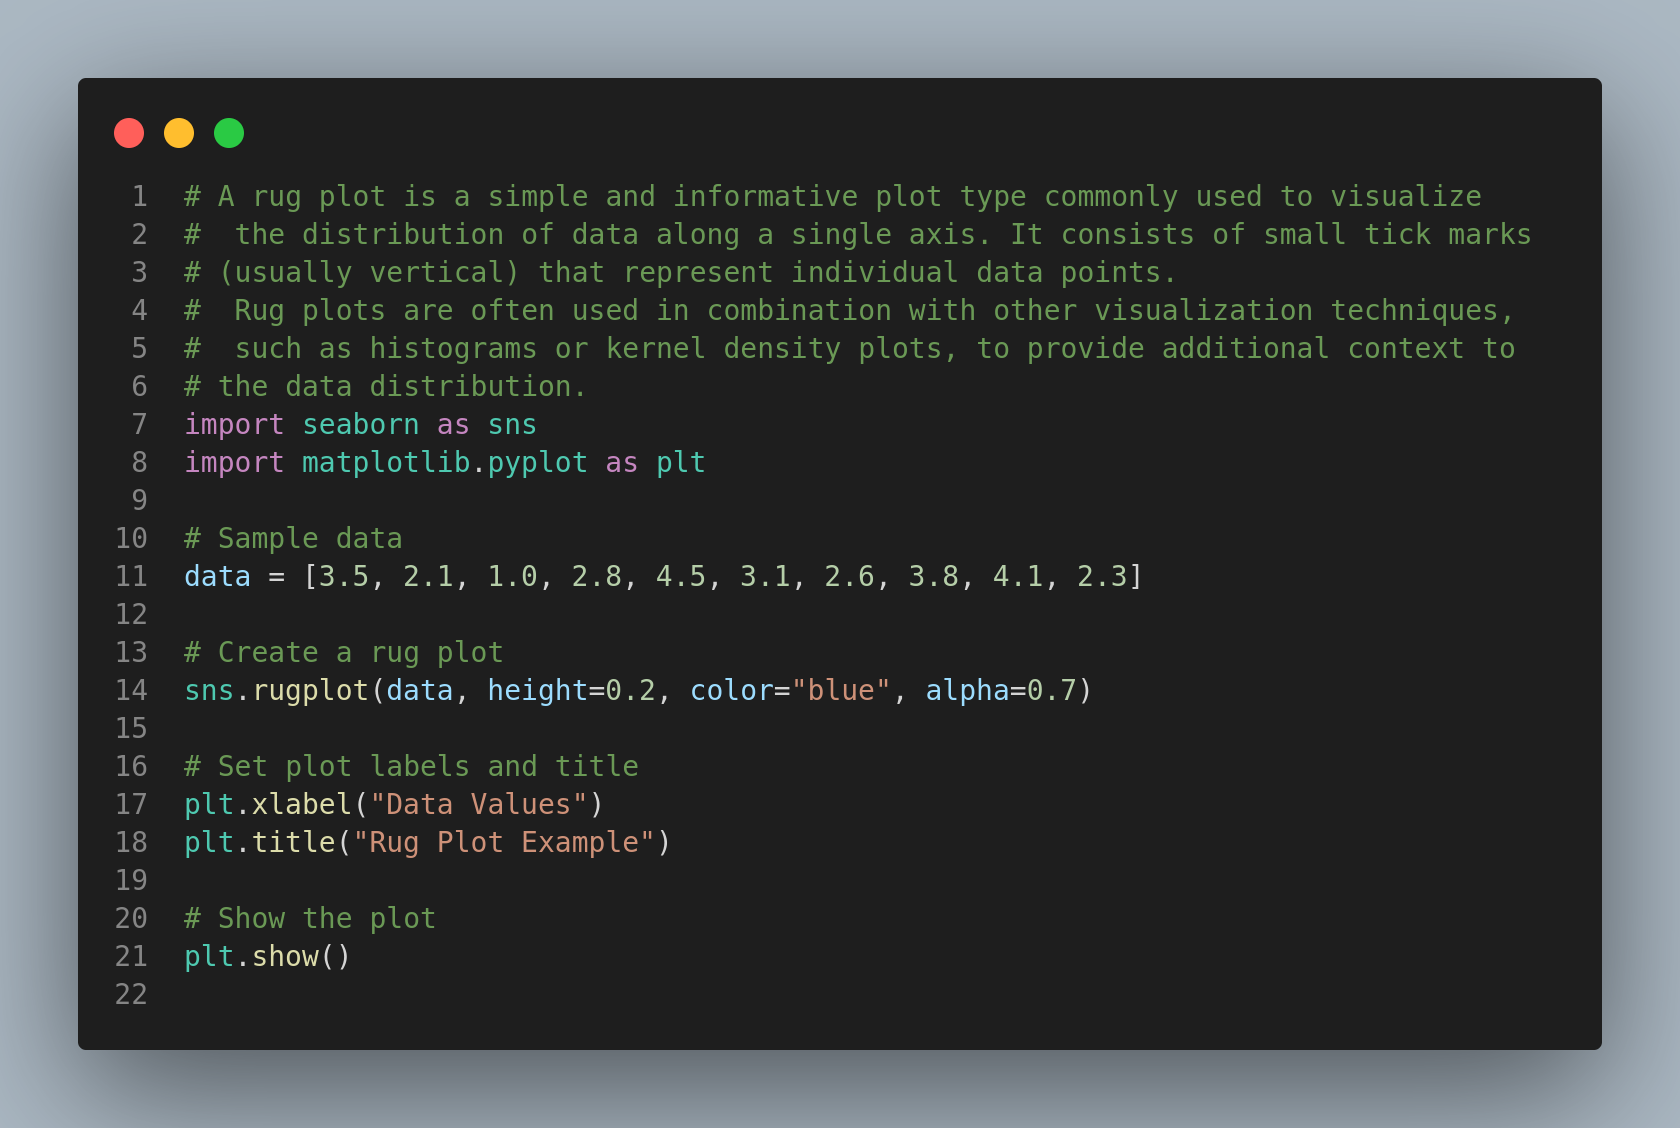 1 # A rug plot is a simple and informative plot type commonly used to visualize
2 #  the distribution of data along a single axis. It consists of small tick marks
3 # (usually vertical) that represent individual data points.
4 #  Rug plots are often used in combination with other visualization techniques,
5 #  such as histograms or kernel density plots, to provide additional context to
6 # the data distribution.
7 import seaborn as sns
8 import matplotlib.pyplot as plt
9
10 # Sample data
11 data = [3.5, 2.1, 1.0, 2.8, 4.5, 3.1, 2.6, 3.8, 4.1, 2.3]
12
13 # Create a rug plot
14 sns.rugplot(data, height=0.2, color="blue", alpha=0.7)
15
16 # Set plot labels and title
17 plt.xlabel("Data Values")
18 plt.title("Rug Plot Example")
19
20 # Show the plot
21 plt.show()
22